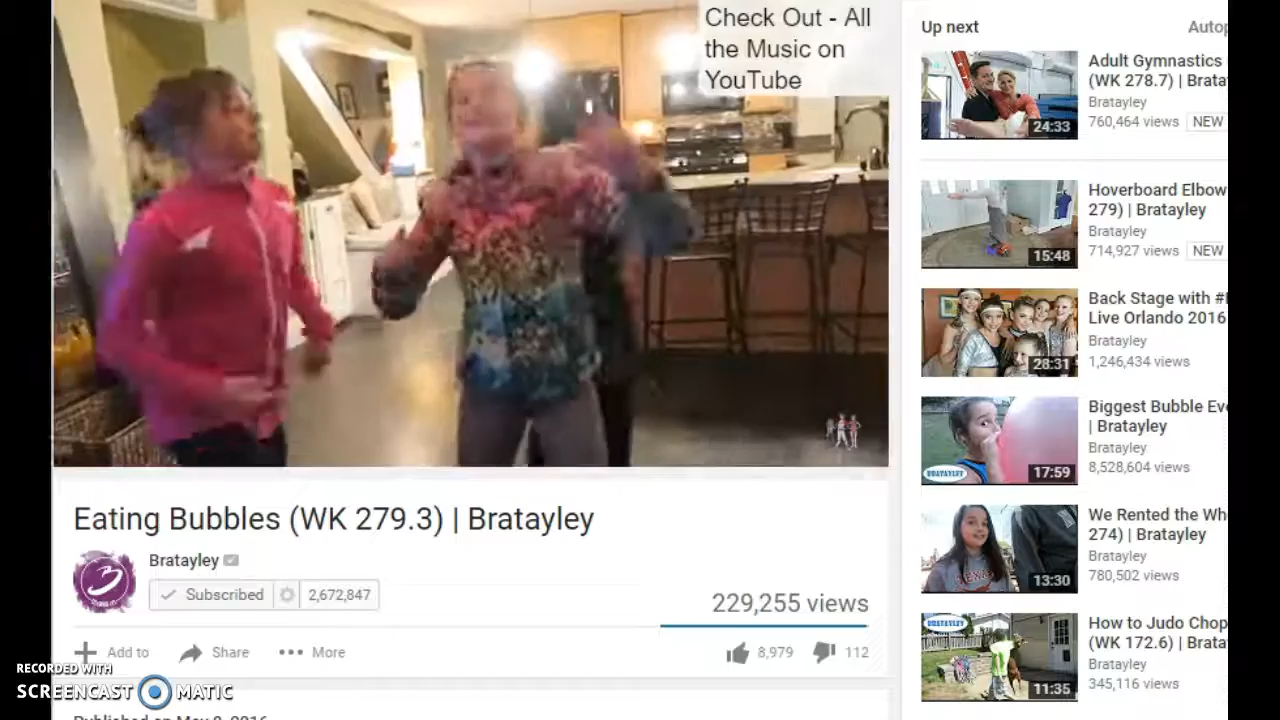 Check Out - All
the Music on
YouTube
Eating Bubbles (WK 279.3) | Bratayley
Bratayley
Subscribed 2,672,847
229,255 views
Add to Share More 8,979 112
RECORDED WITH
SCREENCAST MATIC
Up next
Adult Gymnastics
(WK 278.7) | Brata
Bratayley
760,464 views NEW
24:33
Hoverboard Elbow
279) | Bratayley
Bratayley
714,927 views NEW
15:48
Back Stage with #
Live Orlando 2016
Bratayley
1,246,434 views
28:31
Biggest Bubble Eve
| Bratayley
Bratayley
8,528,604 views
17:59
BRATAYLEY
We Rented the Wh
274) | Bratayley
Bratayley
780,502 views
13:30
TEXAS
How to Judo Chop
(WK 172.6) | Brata
Bratayley
345,116 views
11:35
BRATAYLEY